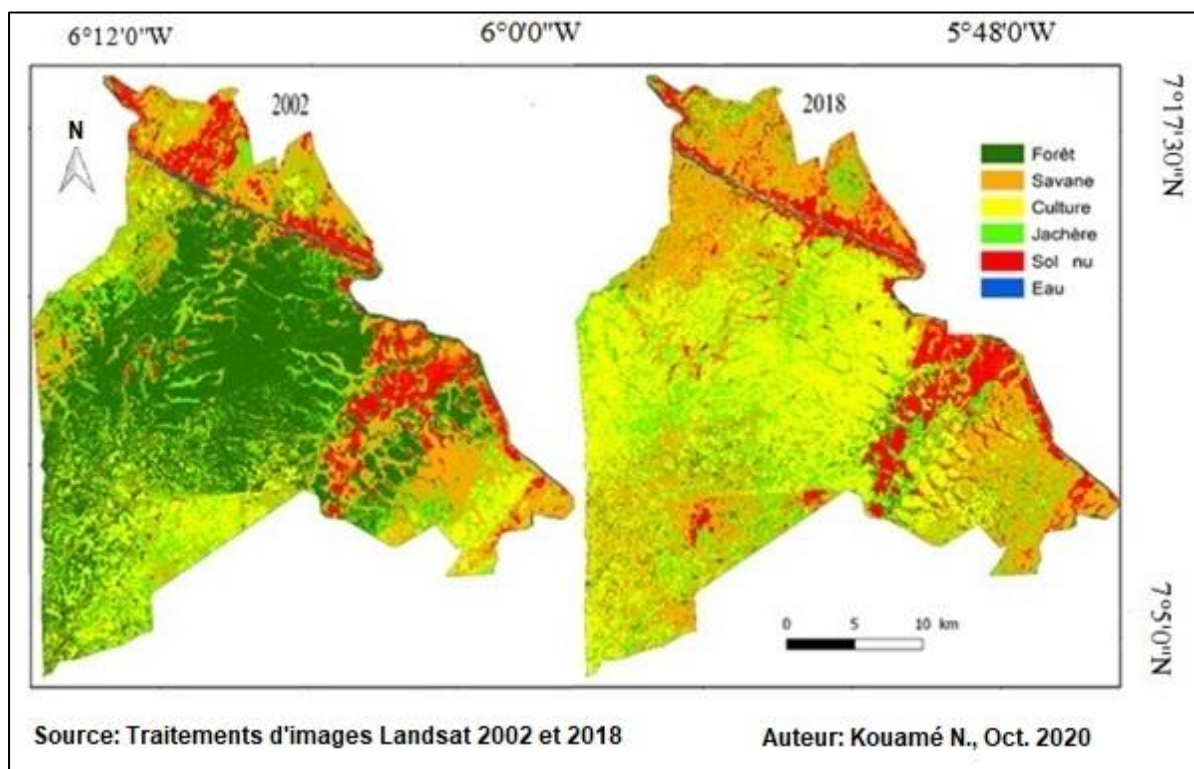 6°12'0"W 6°0'0"W 5°48'0"W
2002
2018
N
7°17'30"N
Forêt
Savane
Culture
Jachère
Sol nu
Eau
7°5'0"N
0 5 10 km
Source: Traitements d'images Landsat 2002 et 2018
Auteur: Kouamé N., Oct. 2020